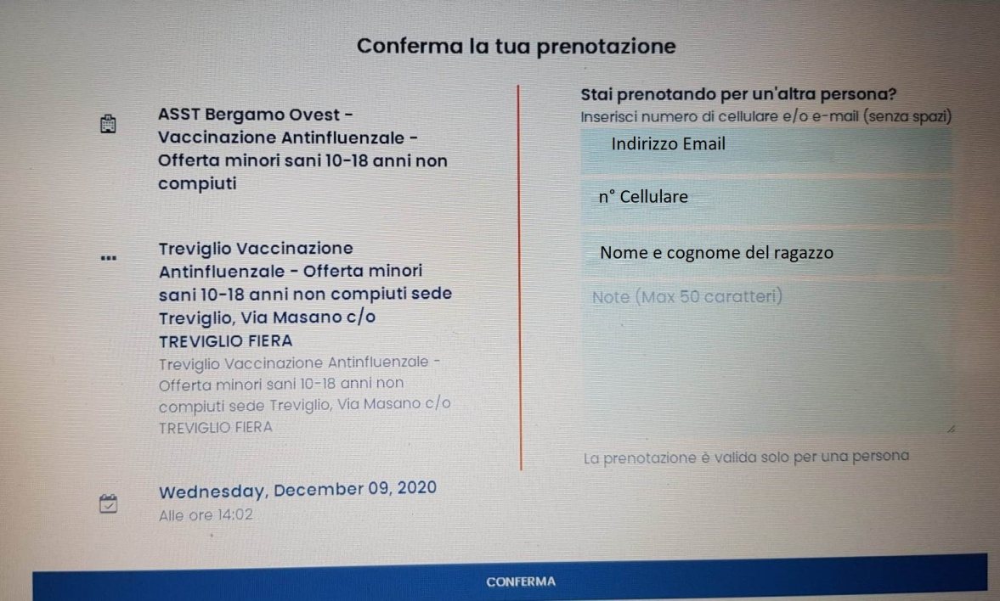 Conferma la tua prenotazione
ASST Bergamo Ovest -
Vaccinazione Antinfluenzale -
Offerta minori sani 10-18 anni non
compiuti
Treviglio Vaccinazione
Antinfluenzale - Offerta minori
sani 10-18 anni non compiuti sede
Treviglio, Via Masano c/o
TREVIGLIO FIERA
Treviglio Vaccinazione Antinfluenzale -
Offerta minori sani 10-18 anni non
compiuti sede Treviglio, Via Masano c/o
TREVIGLIO FIERA
Wednesday, December 09, 2020
Alle ore 14:02
Stai prenotando per un'altra persona?
Inserisci numero di cellulare e/o e-mail (senza spazi)
Indirizzo Email
n° Cellulare
Nome e cognome del ragazzo
Note (Max 50 caratteri)
La prenotazione è valida solo per una persona
CONFERMA